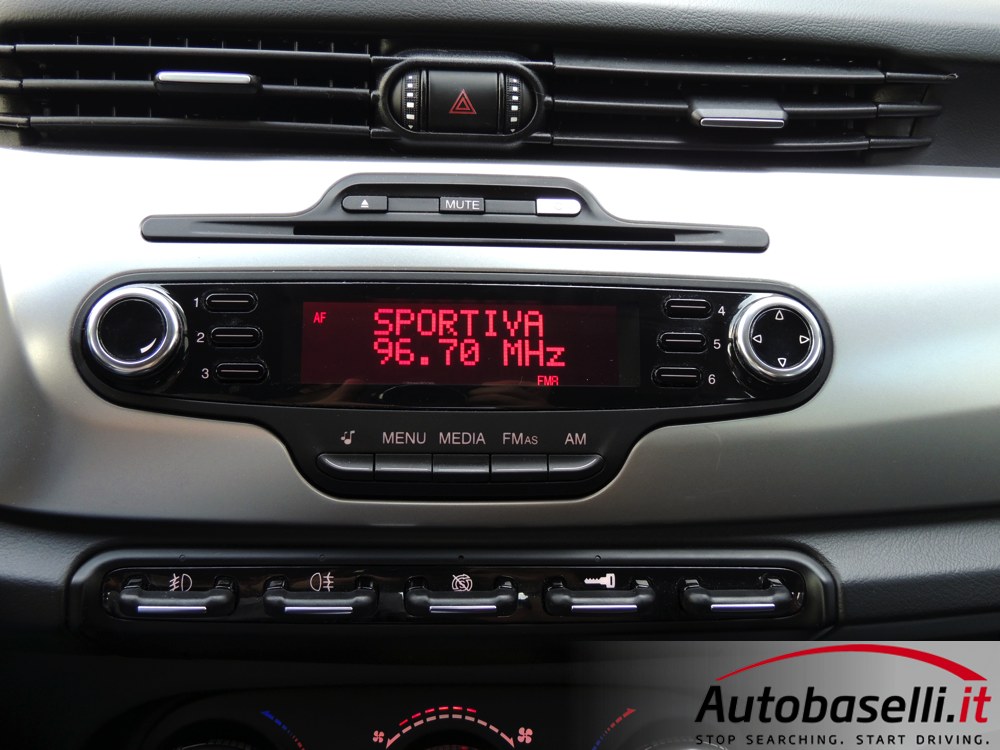 MUTE
1
2
3
AF
SPORTIVA
96.70 MHz
4
5
6
MENU MEDIA FMAS AM
Autobaselli.it
STOP SEARCHING. START DRIVING.